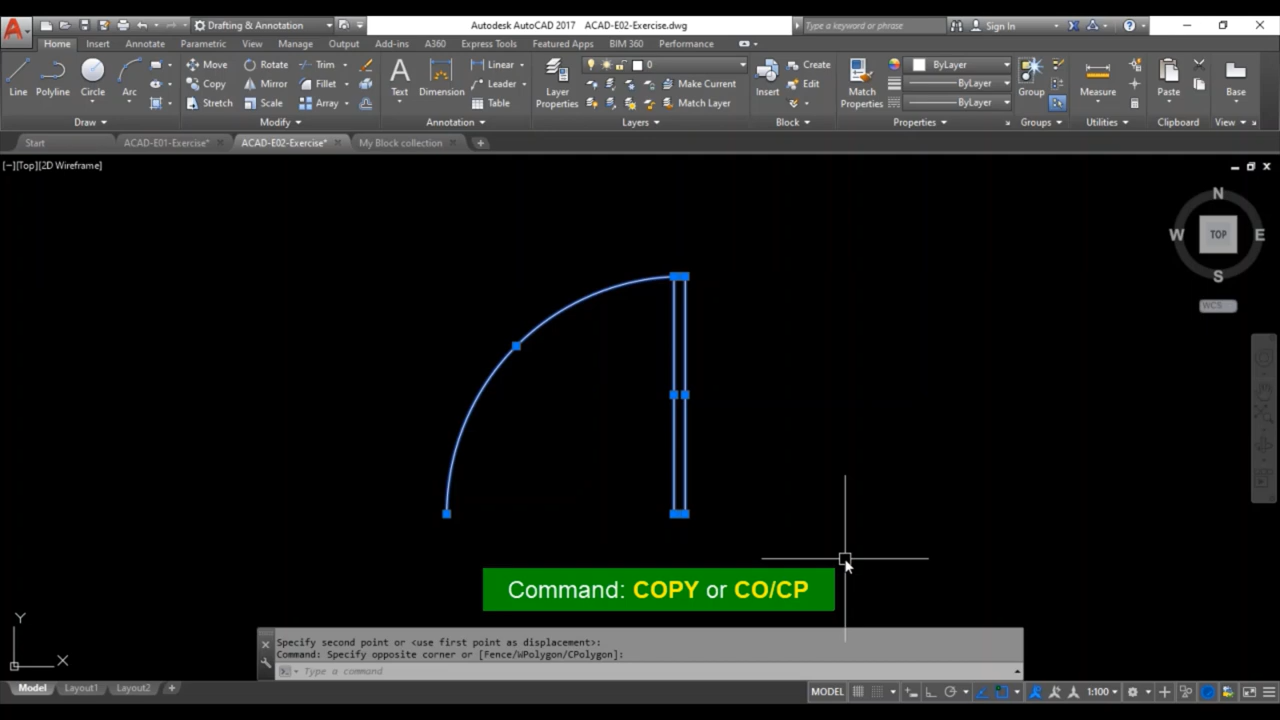 Drafting & Annotation
Autodesk AutoCAD 2017 ACAD-E02-Exercise.dwg
Type a keyword or phrase
Sign In
Home Insert Annotate Parametric View Manage Output Add-ins A360 Express Tools Featured Apps BIM 360 Performance
Move Rotate Trim Linear 0 Create ByLayer
Copy Mirror Fillet Leader Make Current Edit ByLayer
Line Polyline Circle Arc Text Dimension Layer Properties Insert Match Properties Group Measure Paste Base
Stretch Scale Array Table Match Layer ByLayer
Draw Modify Annotation Layers Block Properties Groups Utilities Clipboard View
Start ACAD-E01-Exercise* ACAD-E02-Exercise* My Block collection
[−][Top][2D Wireframe]
N
W TOP E
S
WCS
Command: COPY or CO/CP
Y
X
Specify second point or <use first point as displacement>:
Command: Specify opposite corner or [Fence/WPolygon/CPolygon]:
Type a command
Model Layout1 Layout2 +
MODEL 1:100